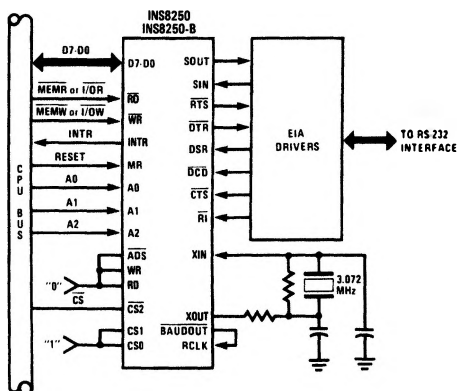 INS8250
INS8250-B
D7-D0
D7-D0
SOUT
SIN
MEMR or I/OR
RD
RTS
MEMW or I/OW
WR
DTR
INTR
INTR
DSR
RESET
MR
DCD
A0
A0
CTS
A1
A1
RI
A2
A2
EIA
DRIVERS
TO RS-232
INTERFACE
CPU BUS
ADS
XIN
WR
"0"
RD
3.072
MHz
CS
CS2
XOUT
CS1
BAUDOUT
"1"
CS0
RCLK